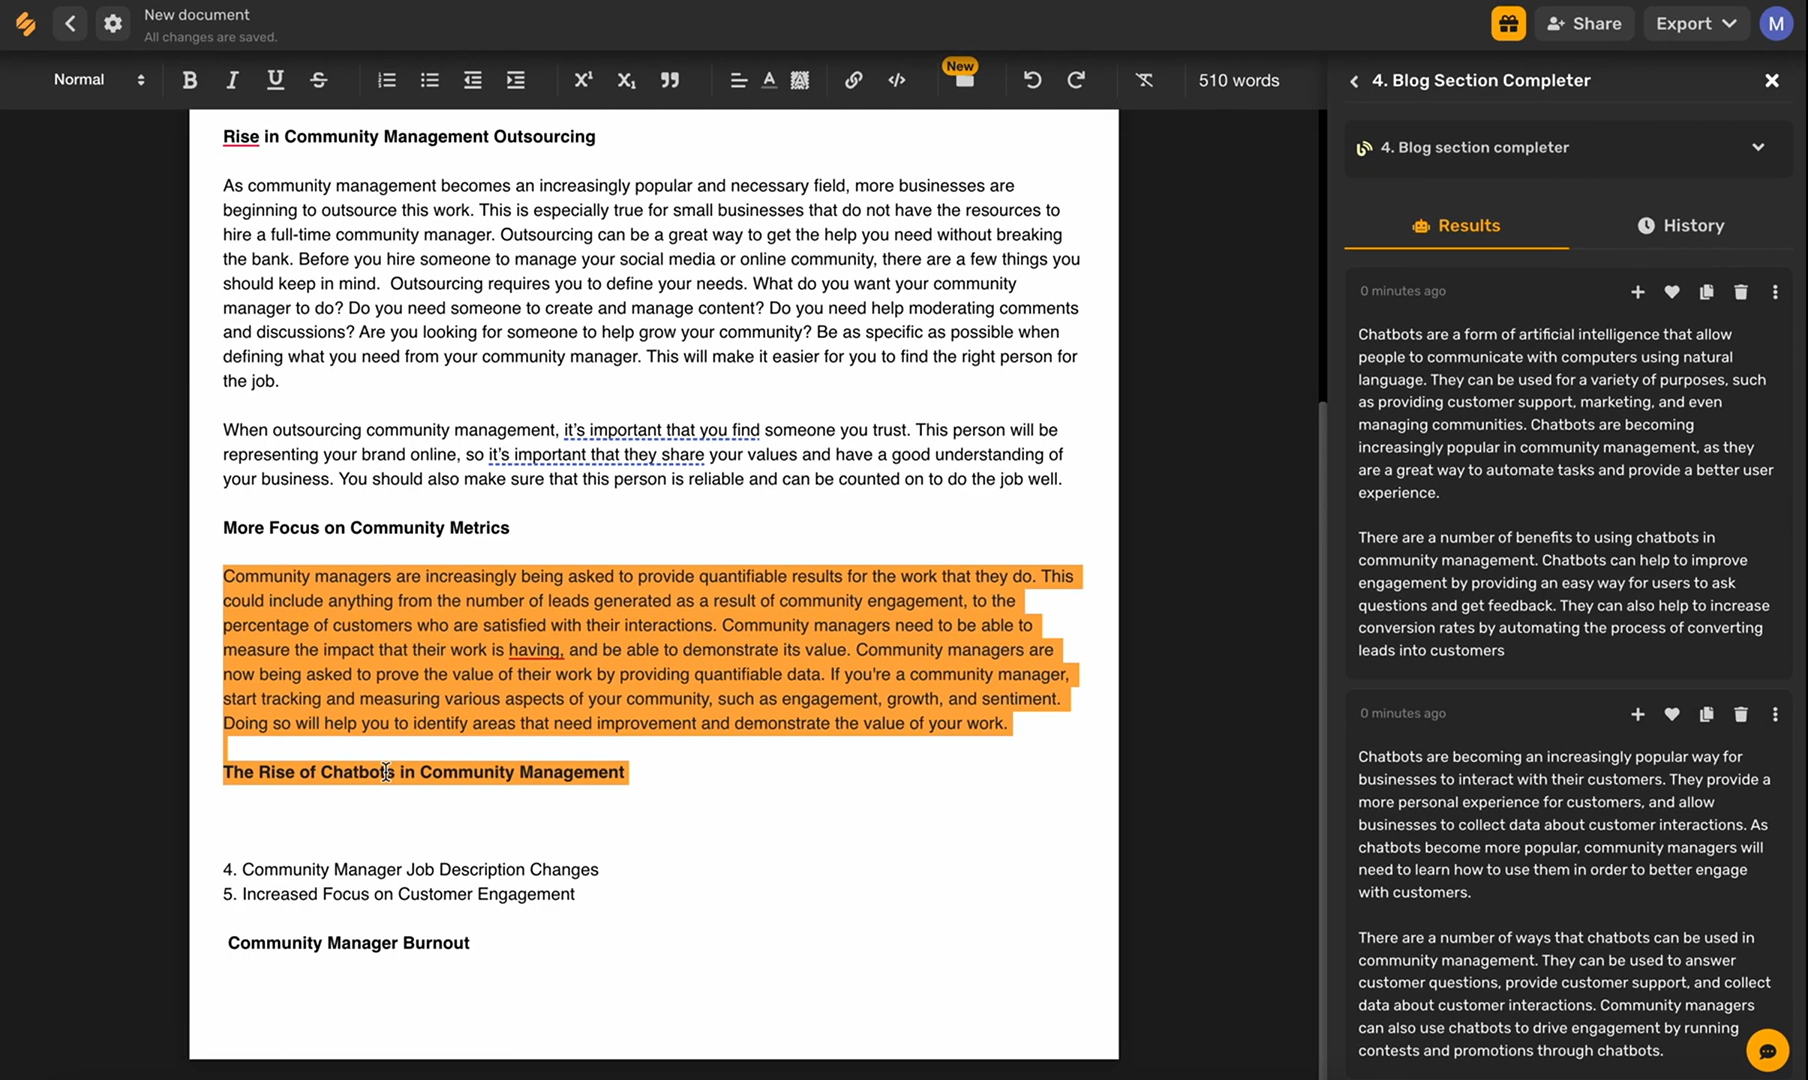 New document
All changes are saved.
Share
Export
M
Normal
B
I
U
S
X¹
X₁
A
New
510 words
4. Blog Section Completer
Rise in Community Management Outsourcing
As community management becomes an increasingly popular and necessary field, more businesses are
beginning to outsource this work. This is especially true for small businesses that do not have the resources to
hire a full-time community manager. Outsourcing can be a great way to get the help you need without breaking
the bank. Before you hire someone to manage your social media or online community, there are a few things you
should keep in mind.  Outsourcing requires you to define your needs. What do you want your community
manager to do? Do you need someone to create and manage content? Do you need help moderating comments
and discussions? Are you looking for someone to help grow your community? Be as specific as possible when
defining what you need from your community manager. This will make it easier for you to find the right person for
the job.
When outsourcing community management, it's important that you find someone you trust. This person will be
representing your brand online, so it's important that they share your values and have a good understanding of
your business. You should also make sure that this person is reliable and can be counted on to do the job well.
More Focus on Community Metrics
Community managers are increasingly being asked to provide quantifiable results for the work that they do. This
could include anything from the number of leads generated as a result of community engagement, to the
percentage of customers who are satisfied with their interactions. Community managers need to be able to
measure the impact that their work is having, and be able to demonstrate its value. Community managers are
now being asked to prove the value of their work by providing quantifiable data. If you're a community manager,
start tracking and measuring various aspects of your community, such as engagement, growth, and sentiment.
Doing so will help you to identify areas that need improvement and demonstrate the value of your work.
The Rise of Chatbots in Community Management
4. Community Manager Job Description Changes
5. Increased Focus on Customer Engagement
Community Manager Burnout
4. Blog section completer
Results
History
0 minutes ago
Chatbots are a form of artificial intelligence that allow
people to communicate with computers using natural
language. They can be used for a variety of purposes, such
as providing customer support, marketing, and even
managing communities. Chatbots are becoming
increasingly popular in community management, as they
are a great way to automate tasks and provide a better user
experience.
There are a number of benefits to using chatbots in
community management. Chatbots can help to improve
engagement by providing an easy way for users to ask
questions and get feedback. They can also help to increase
conversion rates by automating the process of converting
leads into customers
0 minutes ago
Chatbots are becoming an increasingly popular way for
businesses to interact with their customers. They provide a
more personal experience for customers, and allow
businesses to collect data about customer interactions. As
chatbots become more popular, community managers will
need to learn how to use them in order to better engage
with customers.
There are a number of ways that chatbots can be used in
community management. They can be used to answer
customer questions, provide customer support, and collect
data about customer interactions. Community managers
can also use chatbots to drive engagement by running
contests and promotions through chatbots.